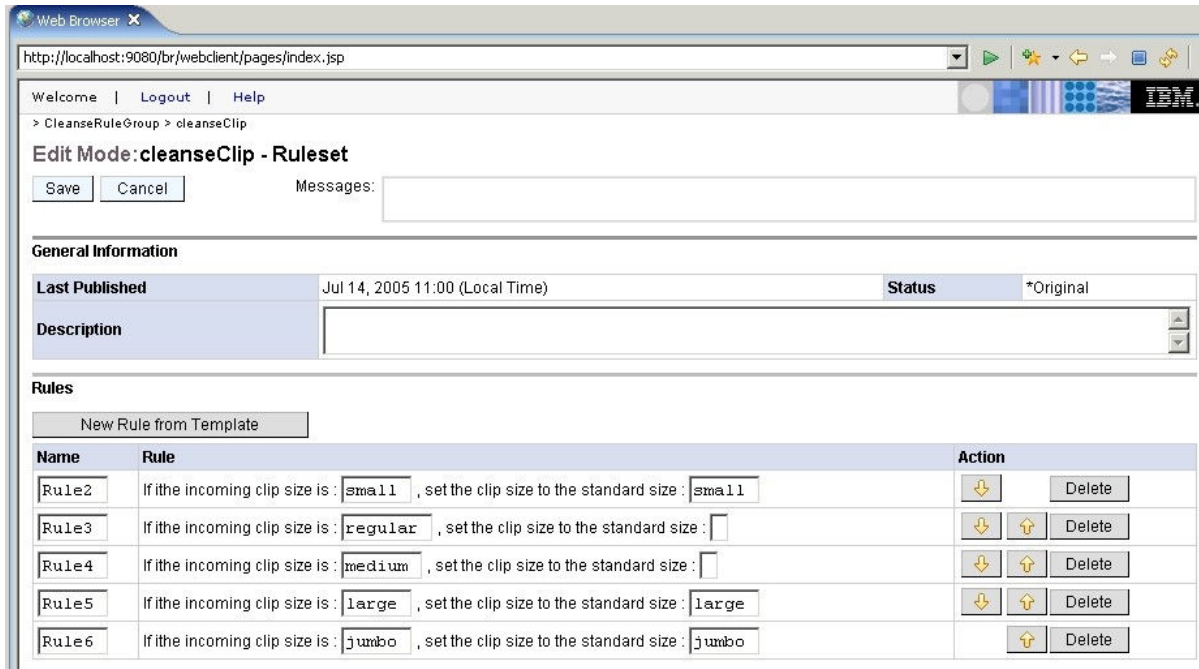 Web Browser
http://localhost:9080/br/webclient/pages/index.jsp
Welcome | Logout | Help
IBM.
> CleanseRuleGroup > cleanseClip
Edit Mode:cleanseClip - Ruleset
Save Cancel Messages:
General Information
Last Published Jul 14, 2005 11:00 (Local Time) Status *Original
Description
Rules
New Rule from Template
Name Rule Action
Rule2 If ithe incoming clip size is : small , set the clip size to the standard size : small Delete
Rule3 If ithe incoming clip size is : regular , set the clip size to the standard size : Delete
Rule4 If ithe incoming clip size is : medium , set the clip size to the standard size : Delete
Rule5 If ithe incoming clip size is : large , set the clip size to the standard size : large Delete
Rule6 If ithe incoming clip size is : jumbo , set the clip size to the standard size : jumbo Delete